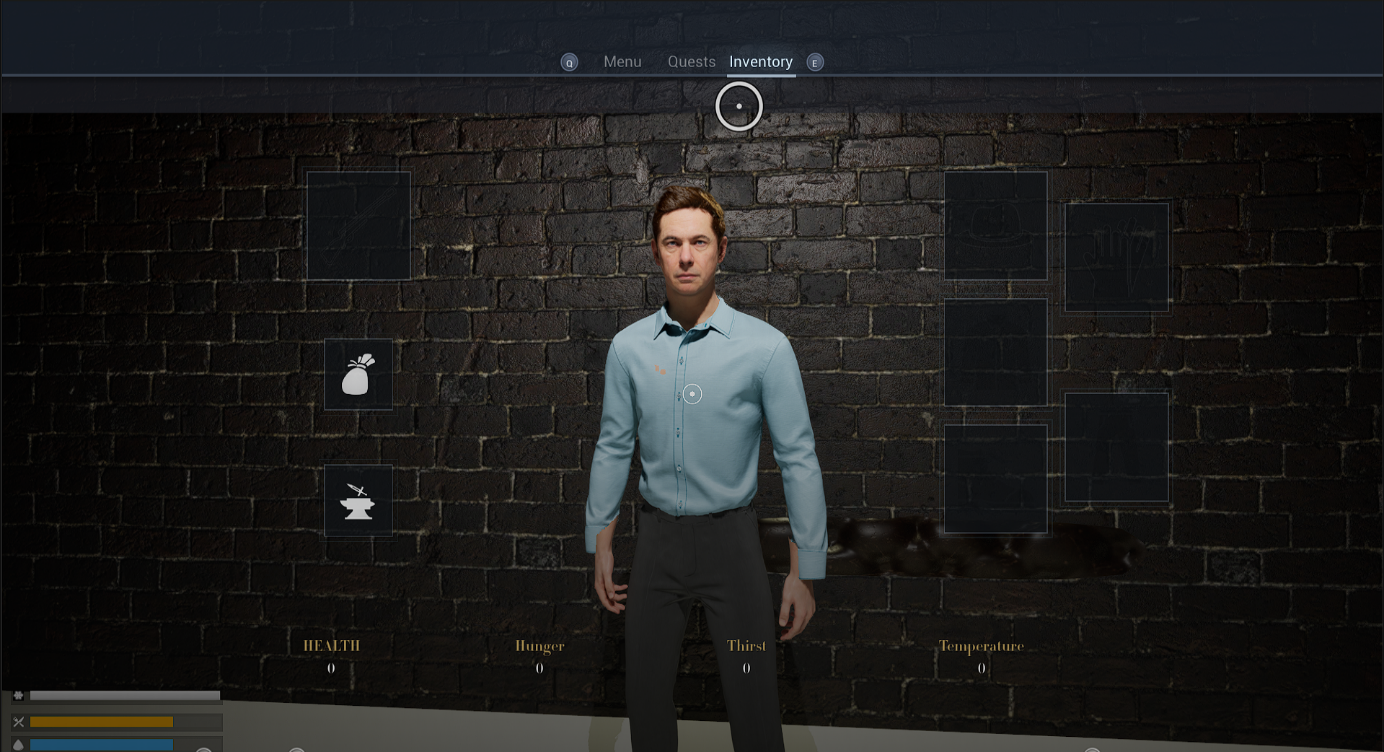 Q Menu Quests Inventory E
HEALTH Hunger Thirst Temperature
0 0 0 0